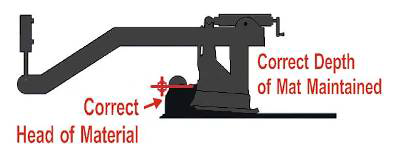 Correct Depth
of Mat Maintained
Correct
Head of Material